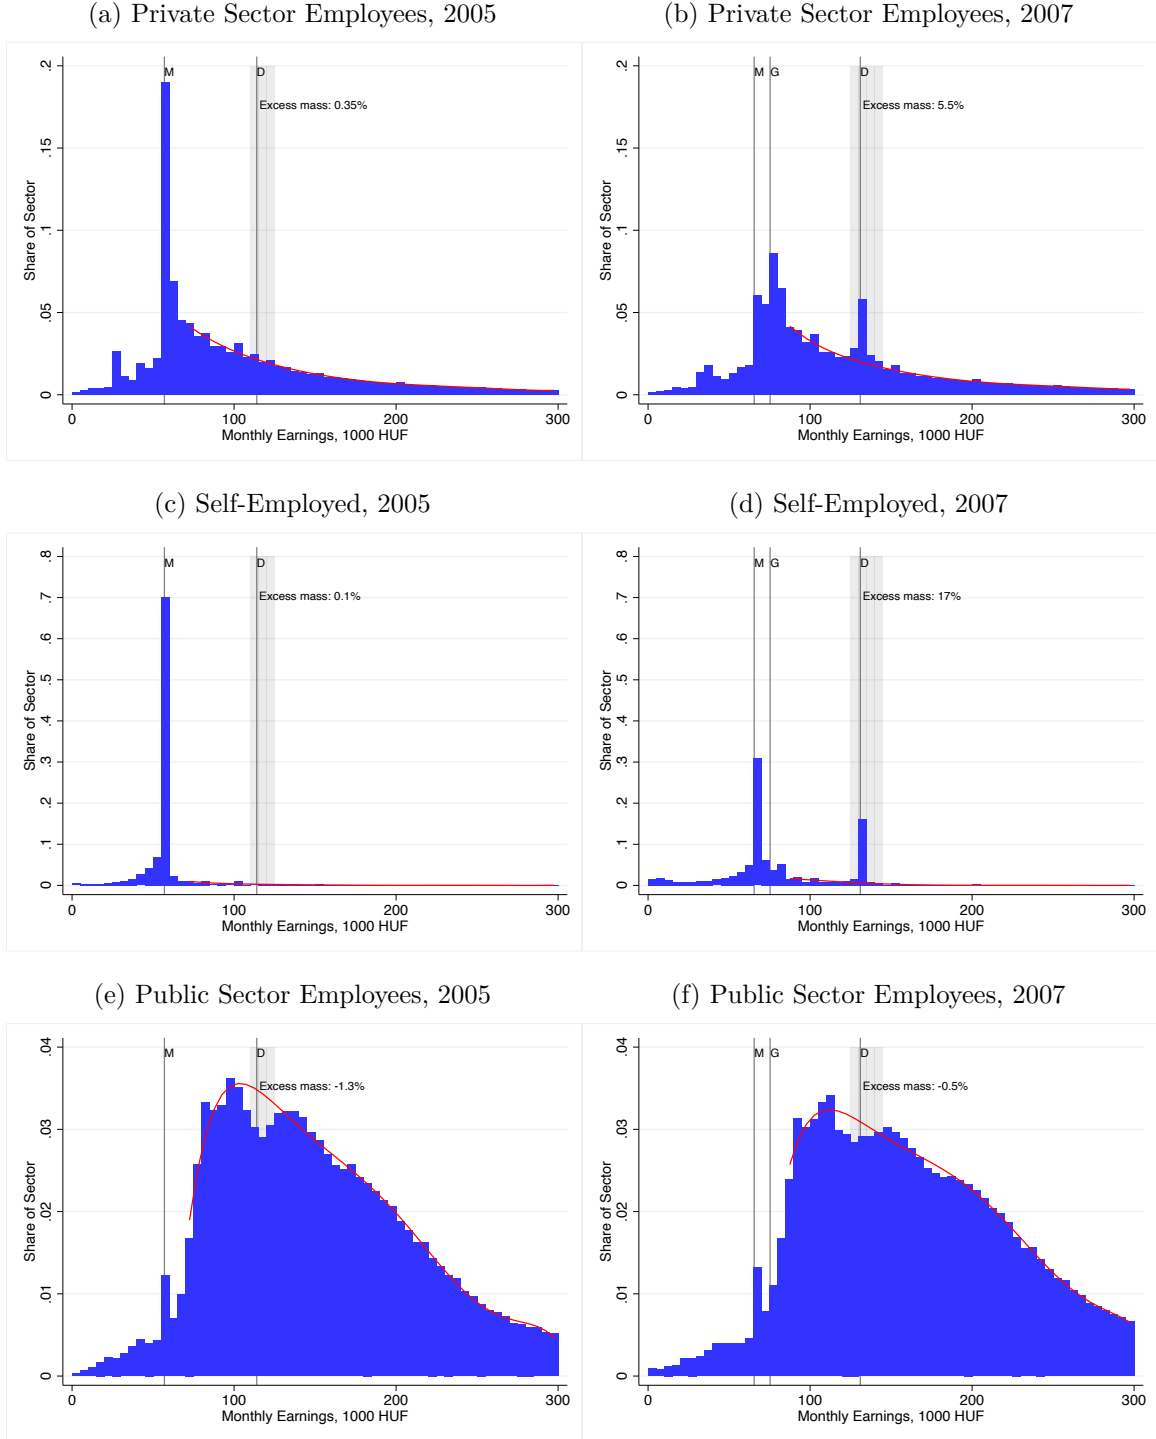 (a) Private Sector Employees, 2005
.2
.15
.1
.05
0
Share of Sector
M
D
Excess mass: 0.35%
0 100 200 300
Monthly Earnings, 1000 HUF
(b) Private Sector Employees, 2007
.2
.15
.1
.05
0
Share of Sector
M G
D
Excess mass: 5.5%
0 100 200 300
Monthly Earnings, 1000 HUF
(c) Self-Employed, 2005
.8
.7
.6
.5
.4
.3
.2
.1
0
Share of Sector
M
D
Excess mass: 0.1%
0 100 200 300
Monthly Earnings, 1000 HUF
(d) Self-Employed, 2007
.8
.7
.6
.5
.4
.3
.2
.1
0
Share of Sector
M G
D
Excess mass: 17%
0 100 200 300
Monthly Earnings, 1000 HUF
(e) Public Sector Employees, 2005
.04
.03
.02
.01
0
Share of Sector
M
D
Excess mass: -1.3%
0 100 200 300
Monthly Earnings, 1000 HUF
(f) Public Sector Employees, 2007
.04
.03
.02
.01
0
Share of Sector
M G
D
Excess mass: -0.5%
0 100 200 300
Monthly Earnings, 1000 HUF